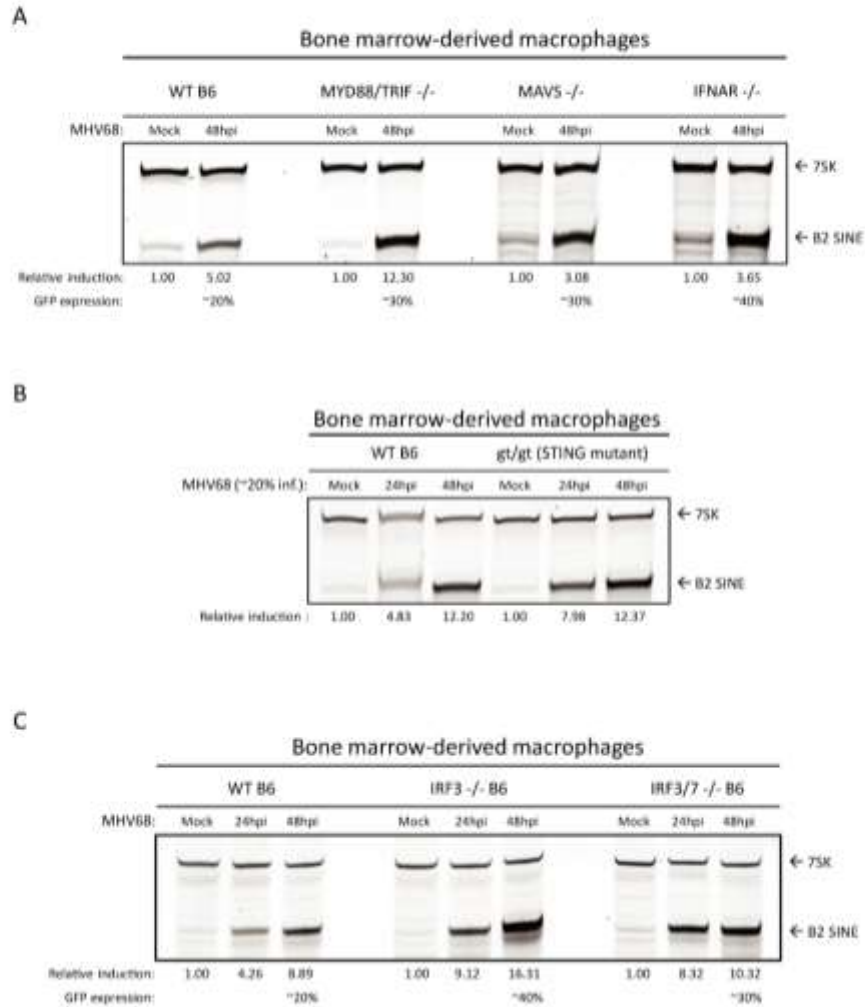 A
Bone marrow-derived macrophages
WT B6 MYD88/TRIF -/- MAVS -/- IFNAR -/-
MHV68: Mock 48hpi Mock 48hpi Mock 48hpi Mock 48hpi
← 7SK
← B2 SINE
Relative induction: 1.00 5.02 1.00 12.30 1.00 3.08 1.00 3.65
GFP expression: ~20% ~30% ~30% ~40%
B
Bone marrow-derived macrophages
WT B6 gt/gt (STING mutant)
MHV68 (~20% inf.): Mock 24hpi 48hpi Mock 24hpi 48hpi
← 7SK
← B2 SINE
Relative induction : 1.00 4.83 12.20 1.00 7.98 12.37
C
Bone marrow-derived macrophages
WT B6 IRF3 -/- B6 IRF3/7 -/- B6
MHV68: Mock 24hpi 48hpi Mock 24hpi 48hpi Mock 24hpi 48hpi
← 7SK
← B2 SINE
Relative induction: 1.00 4.26 8.89 1.00 9.12 16.31 1.00 8.32 10.32
GFP expression: ~20% ~40% ~30%